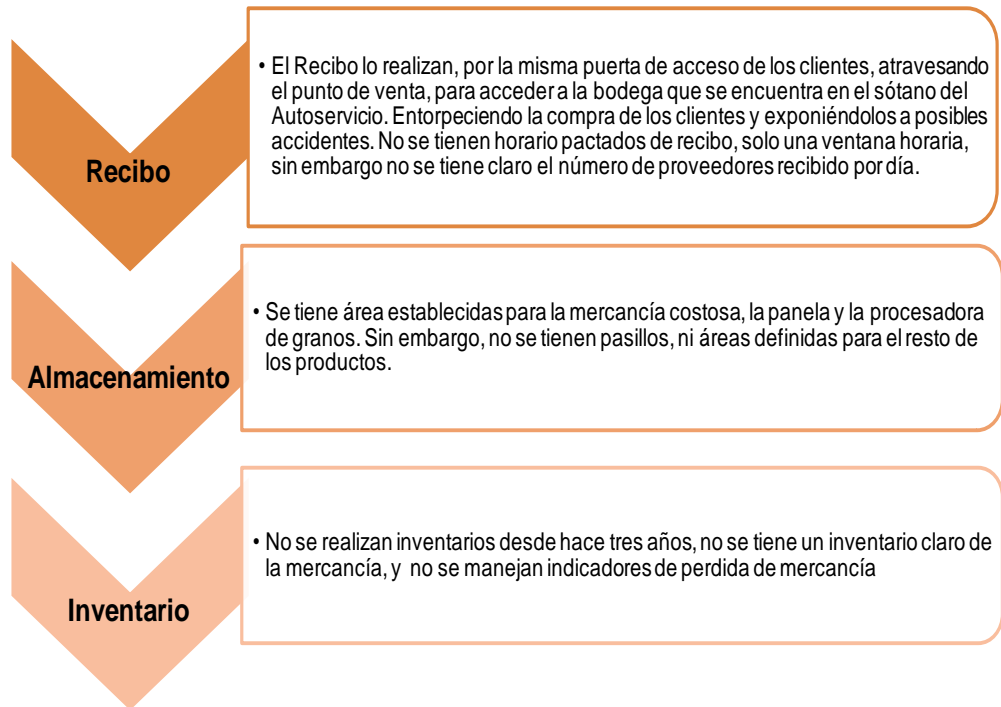 Recibo
• El Recibo lo realizan, por la misma puerta de acceso de los clientes, atravesando
el punto de venta, para acceder a la bodega que se encuentra en el sótano del
Autoservicio. Entorpeciendo la compra de los clientes y exponiéndolos a posibles
accidentes. No se tienen horario pactados de recibo, solo una ventana horaria,
sin embargo no se tiene claro el número de proveedores recibido por día.
Almacenamiento
• Se tiene área establecidas para la mercancía costosa, la panela y la procesadora
de granos. Sin embargo, no se tienen pasillos, ni áreas definidas para el resto de
los productos.
Inventario
• No se realizan inventarios desde hace tres años, no se tiene un inventario claro de
la mercancía, y no se manejan indicadores de perdida de mercancía